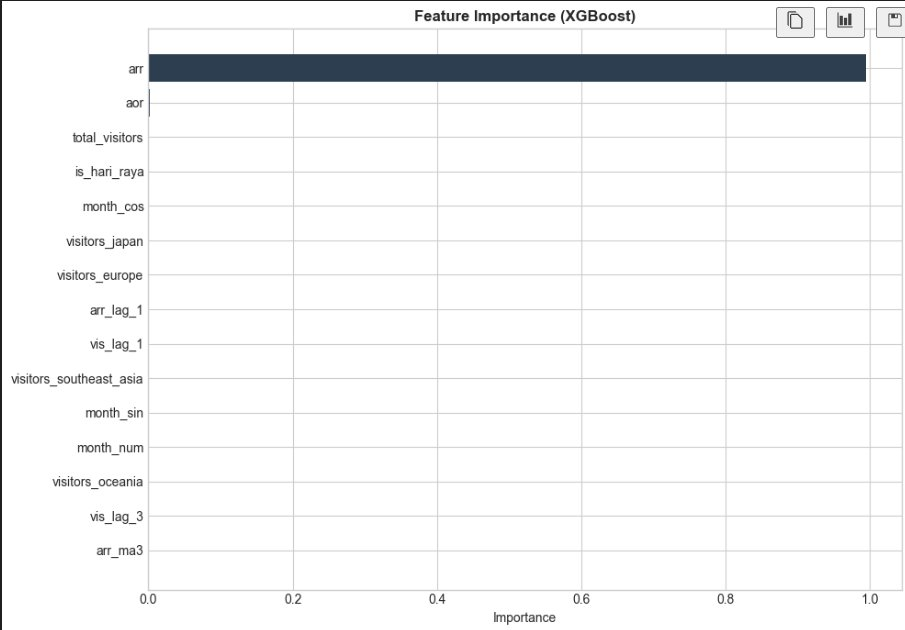 Feature Importance (XGBoost)
arr
aor
total_visitors
is_hari_raya
month_cos
visitors_japan
visitors_europe
arr_lag_1
vis_lag_1
visitors_southeast_asia
month_sin
month_num
visitors_oceania
vis_lag_3
arr_ma3
0.0 0.2 0.4 0.6 0.8 1.0
Importance